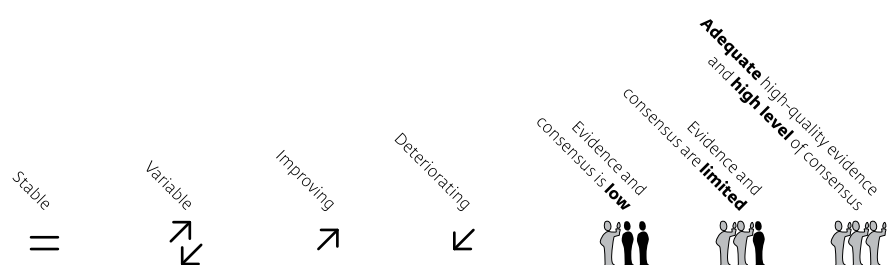 Stable
Variable
Improving
Deteriorating
Evidence and
consensus is low
Evidence and
consensus are limited
Adequate high-quality evidence
and high level of consensus